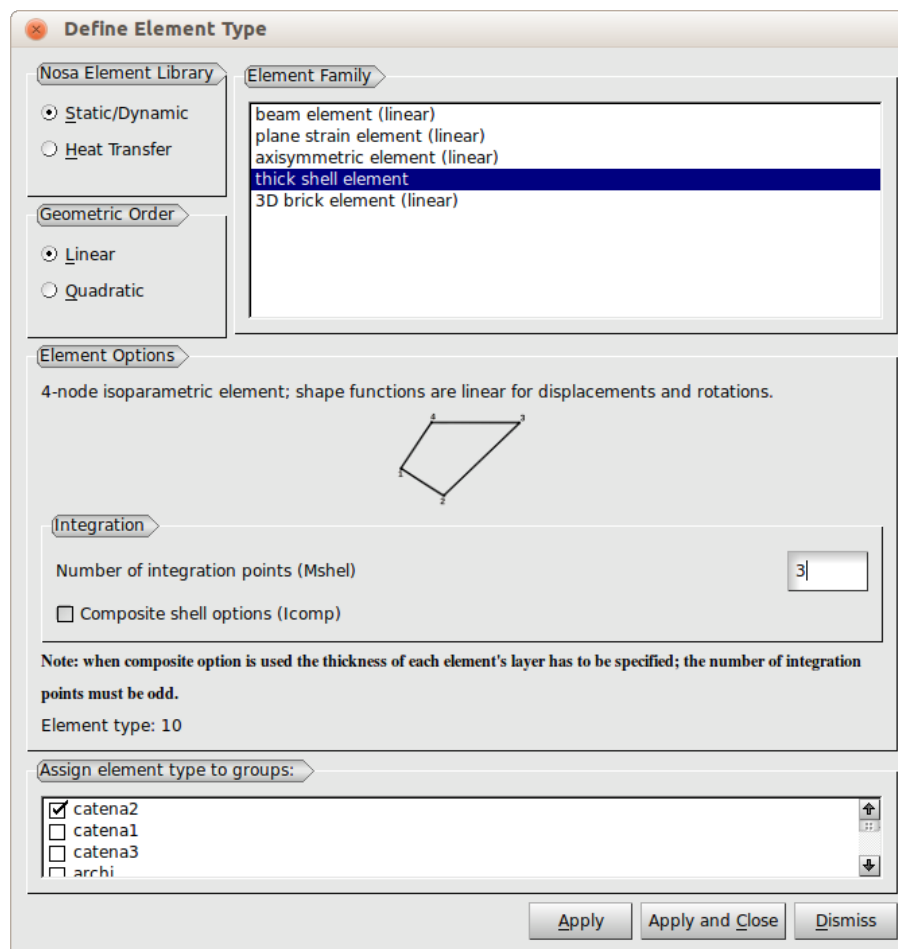 Define Element Type
Nosa Element Library
Static/Dynamic
Heat Transfer
Element Family
beam element (linear)
plane strain element (linear)
axisymmetric element (linear)
thick shell element
3D brick element (linear)
Geometric Order
Linear
Quadratic
Element Options
4-node isoparametric element; shape functions are linear for displacements and rotations.
4
3
1
2
Integration
Number of integration points (Mshel)
3
Composite shell options (Icomp)
Note: when composite option is used the thickness of each element's layer has to be specified; the number of integration
points must be odd.
Element type: 10
Assign element type to groups:
catena2
catena1
catena3
archi
Apply
Apply and Close
Dismiss